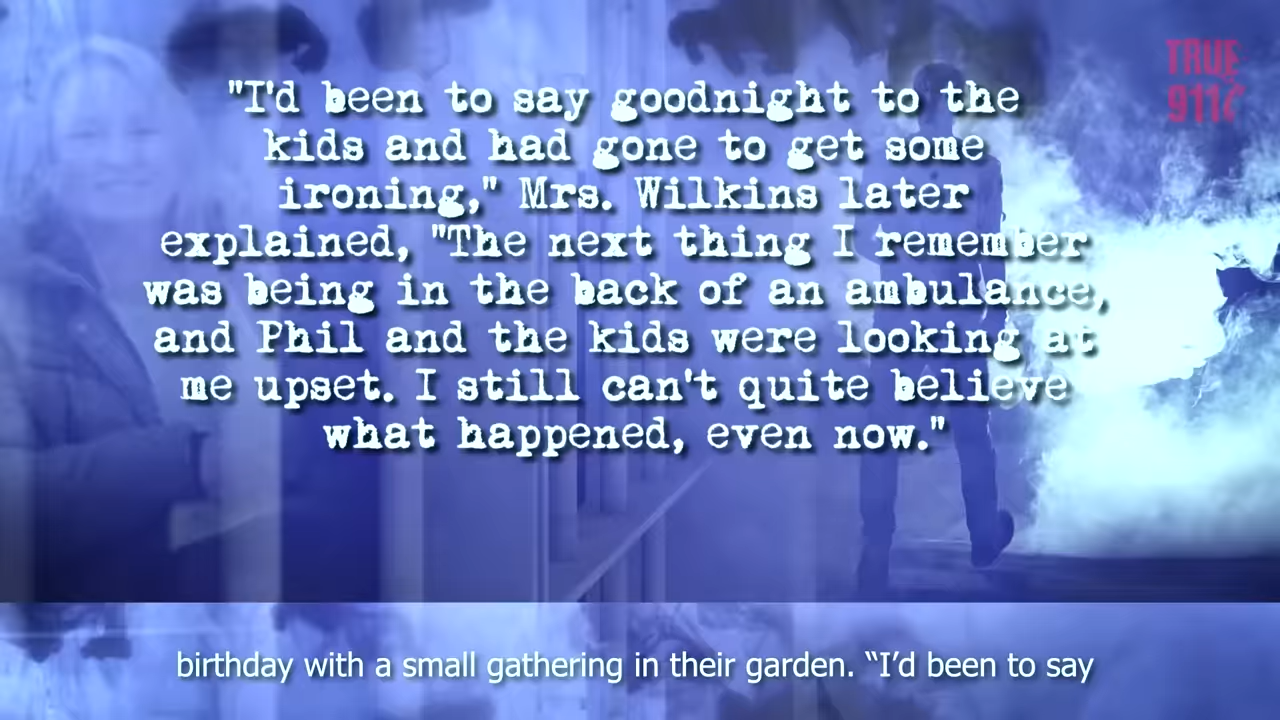 TRUE
911
"I'd been to say goodnight to the
kids and had gone to get some
ironing," Mrs. Wilkins later
explained, "The next thing I remember
was being in the back of an ambulance,
and Phil and the kids were looking at
me upset. I still can't quite believe
what happened, even now."
birthday with a small gathering in their garden. “I’d been to say